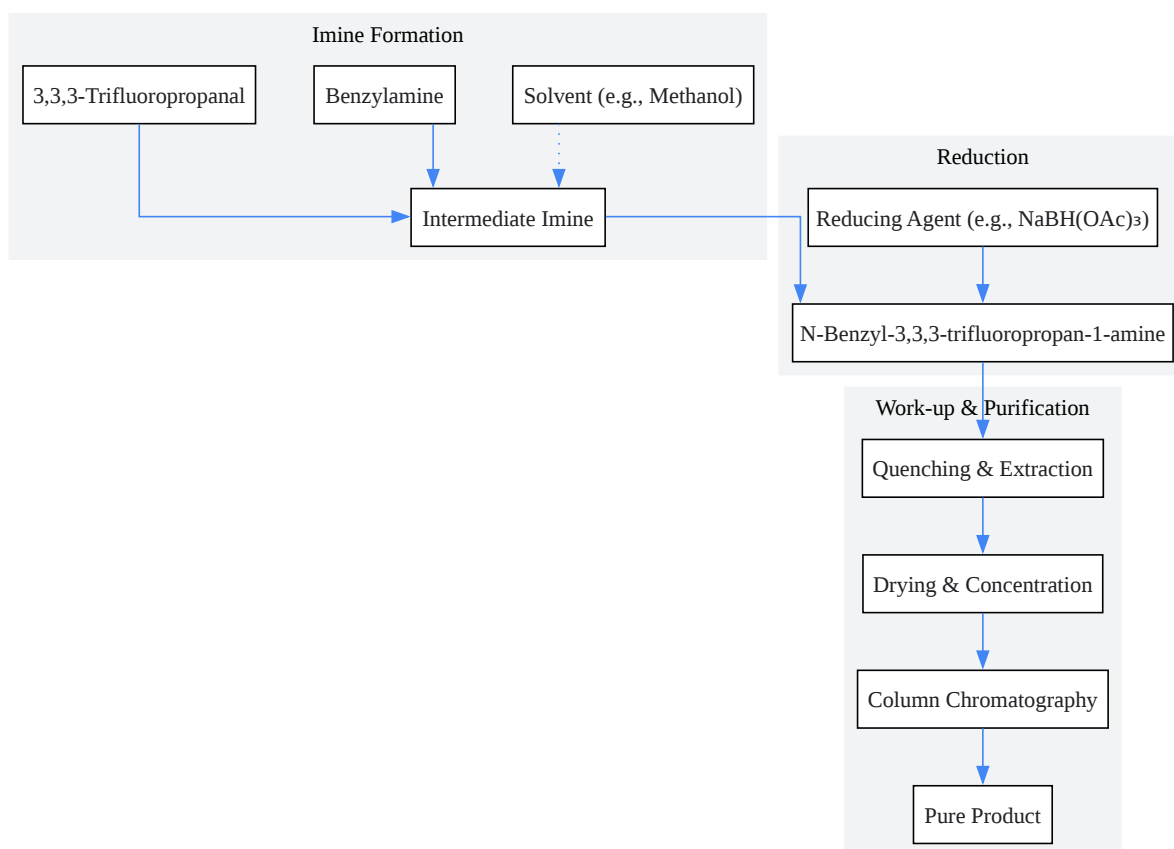 Imine Formation
3,3,3-Trifluoropropanal
Benzylamine
Solvent (e.g., Methanol)
Intermediate Imine
Reduction
Reducing Agent (e.g., NaBH(OAc)₃)
N-Benzyl-3,3,3-trifluoropropan-1-amine
Work-up & Purification
Quenching & Extraction
Drying & Concentration
Column Chromatography
Pure Product